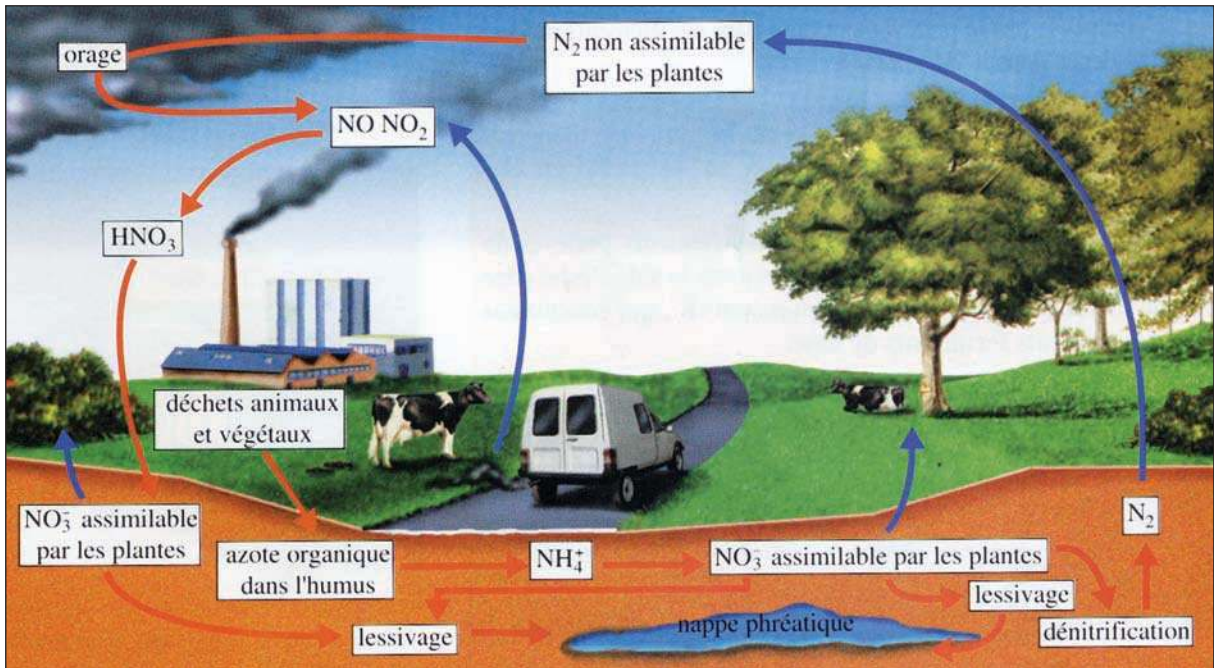 N₂ non assimilable
par les plantes
orage
NO NO₂
HNO₃
déchets animaux
et végétaux
NO₃⁻ assimilable
par les plantes
azote organique
dans l'humus
NH₄⁺
NO₃⁻ assimilable par les plantes
N₂
lessivage
nappe phréatique
lessivage
dénitrification